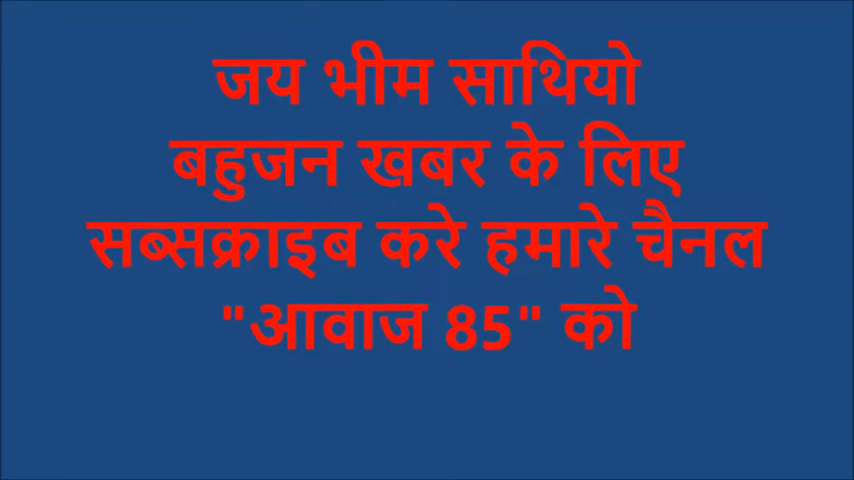 जय भीम साथियो
बहुजन खबर के लिए
सब्सक्राइब करे हमारे चैनल
"आवाज 85" को